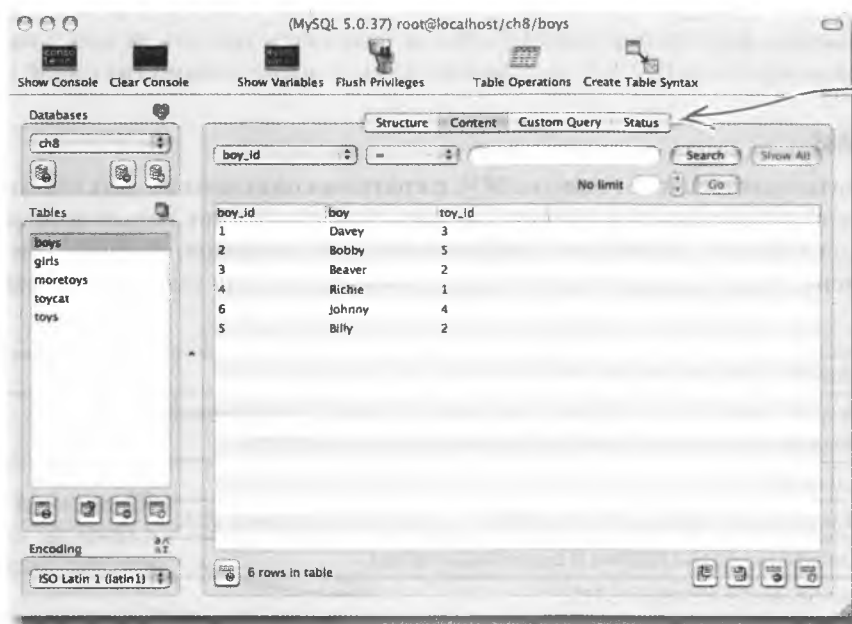 (MySQL 5.0.37) root@localhost/ch8/boys
Show Console Clear Console Show Variables Flush Privileges Table Operations Create Table Syntax
Databases
ch8
Structure Content Custom Query Status
boy_id = Search Show All
No limit Go
Tables
boys
girls
moretoys
toycat
toys
boy_id boy toy_id
1 Davey 3
2 Bobby 5
3 Beaver 2
4 Richie 1
6 Johnny 4
5 Billy 2
Encoding
ISO Latin 1 (latin1)
6 rows in table